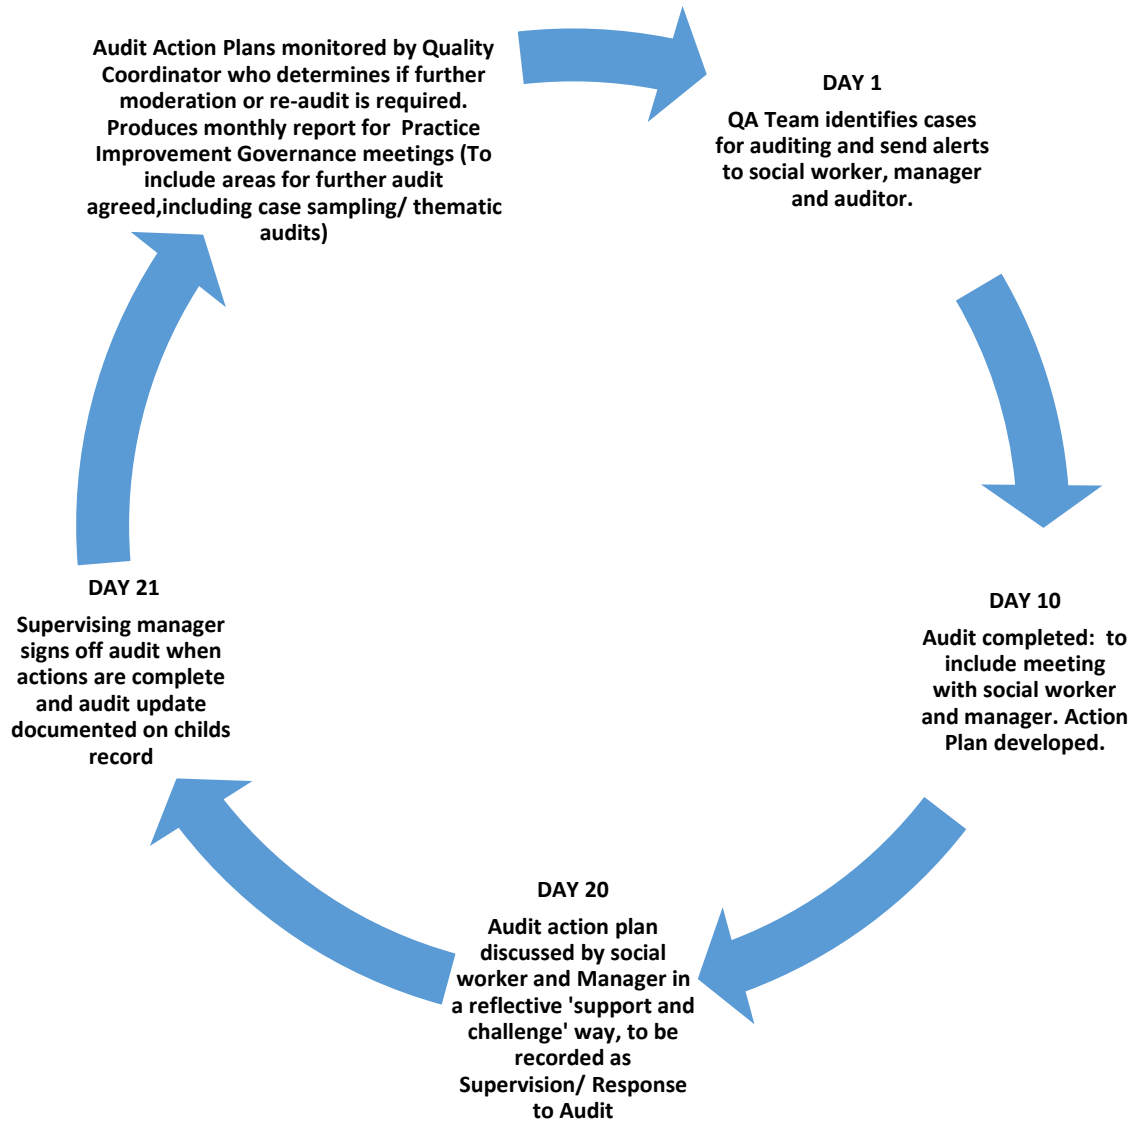 Audit Action Plans monitored by Quality
Coordinator who determines if further
moderation or re-audit is required.
Produces monthly report for  Practice
Improvement Governance meetings (To
include areas for further audit
agreed,including case sampling/ thematic
audits)
DAY 1
QA Team identifies cases
for auditing and send alerts
to social worker, manager
and auditor.
DAY 10
Audit completed:  to
include meeting
with social worker
and manager. Action
Plan developed.
DAY 20
Audit action plan
discussed by social
worker and Manager in
a reflective 'support and
challenge' way, to be
recorded as
Supervision/ Response
to Audit
DAY 21
Supervising manager
signs off audit when
actions are complete
and audit update
documented on childs
record